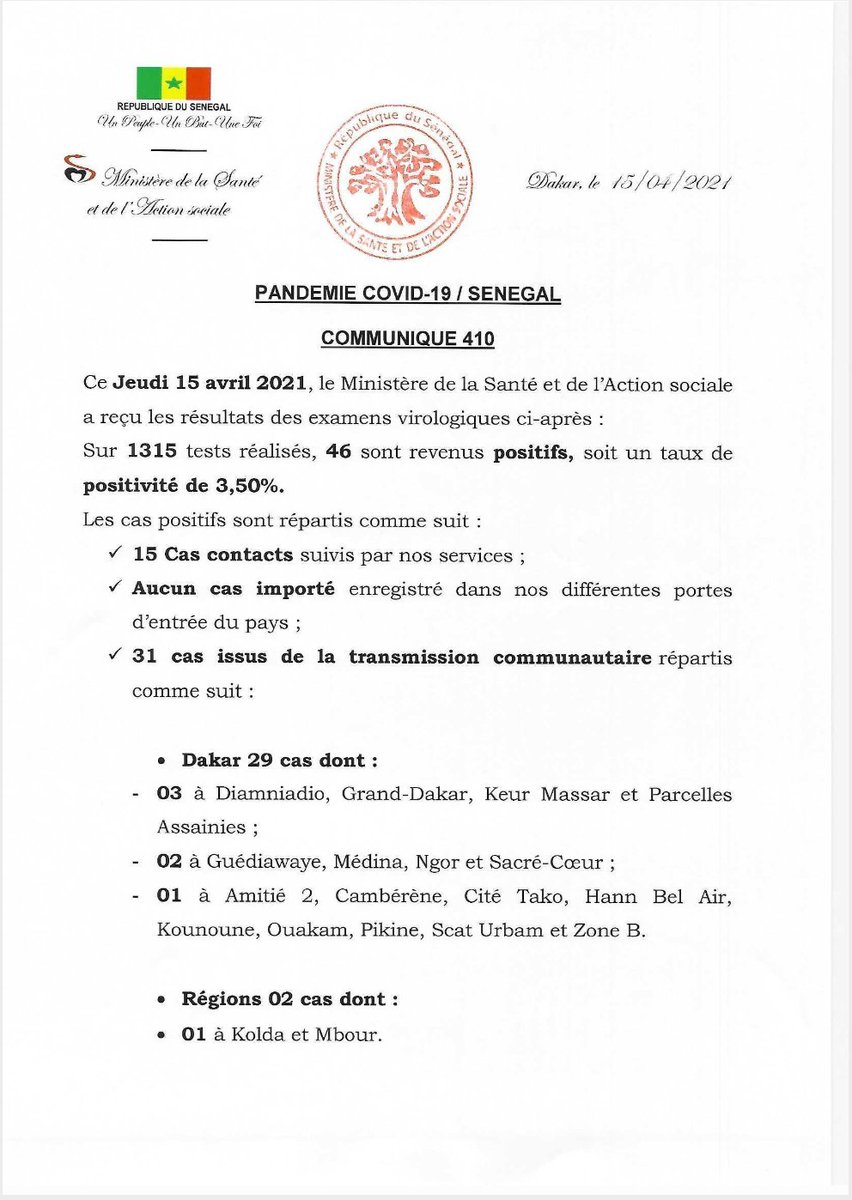 REPUBLIQUE DU SENEGAL
Un Peuple-Un But-Une Foi
Ministère de la Santé
et de l'Action sociale
★ République du Sénégal ★
MINISTÈRE DE LA SANTE ET DE L'ACTION SOCIALE
Dakar, le 15/04/2021
PANDEMIE COVID-19 / SENEGAL
COMMUNIQUE 410
Ce Jeudi 15 avril 2021, le Ministère de la Santé et de l'Action sociale
a reçu les résultats des examens virologiques ci-après :
Sur 1315 tests réalisés, 46 sont revenus positifs, soit un taux de
positivité de 3,50%.
Les cas positifs sont répartis comme suit :
✓ 15 Cas contacts suivis par nos services ;
✓ Aucun cas importé enregistré dans nos différentes portes
d'entrée du pays ;
✓ 31 cas issus de la transmission communautaire répartis
comme suit :
• Dakar 29 cas dont :
- 03 à Diamniadio, Grand-Dakar, Keur Massar et Parcelles
Assainies ;
- 02 à Guédiawaye, Médina, Ngor et Sacré-Cœur ;
- 01 à Amitié 2, Cambérène, Cité Tako, Hann Bel Air,
Kounoune, Ouakam, Pikine, Scat Urbam et Zone B.
• Régions 02 cas dont :
• 01 à Kolda et Mbour.